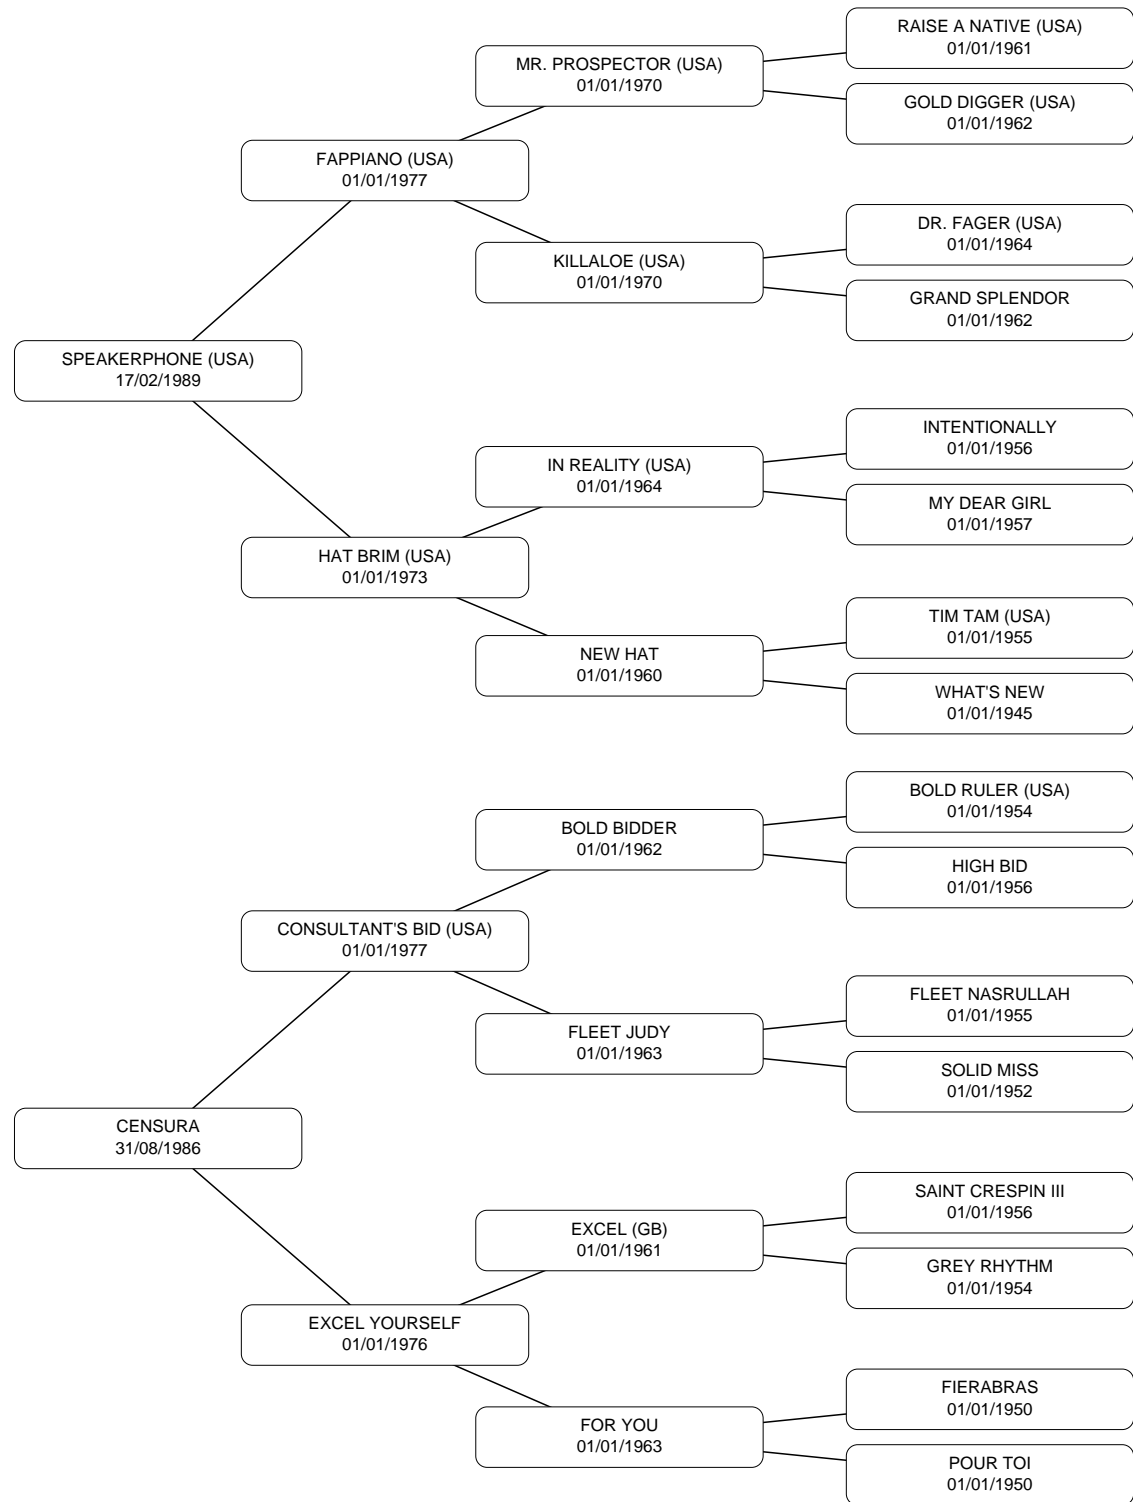 RAISE A NATIVE (USA)
01/01/1961
MR. PROSPECTOR (USA)
01/01/1970
GOLD DIGGER (USA)
01/01/1962
FAPPIANO (USA)
01/01/1977
DR. FAGER (USA)
01/01/1964
KILLALOE (USA)
01/01/1970
GRAND SPLENDOR
01/01/1962
SPEAKERPHONE (USA)
17/02/1989
INTENTIONALLY
01/01/1956
IN REALITY (USA)
01/01/1964
MY DEAR GIRL
01/01/1957
HAT BRIM (USA)
01/01/1973
TIM TAM (USA)
01/01/1955
NEW HAT
01/01/1960
WHAT'S NEW
01/01/1945
BOLD RULER (USA)
01/01/1954
BOLD BIDDER
01/01/1962
HIGH BID
01/01/1956
CONSULTANT'S BID (USA)
01/01/1977
FLEET NASRULLAH
01/01/1955
FLEET JUDY
01/01/1963
SOLID MISS
01/01/1952
CENSURA
31/08/1986
SAINT CRESPIN III
01/01/1956
EXCEL (GB)
01/01/1961
GREY RHYTHM
01/01/1954
EXCEL YOURSELF
01/01/1976
FIERABRAS
01/01/1950
FOR YOU
01/01/1963
POUR TOI
01/01/1950